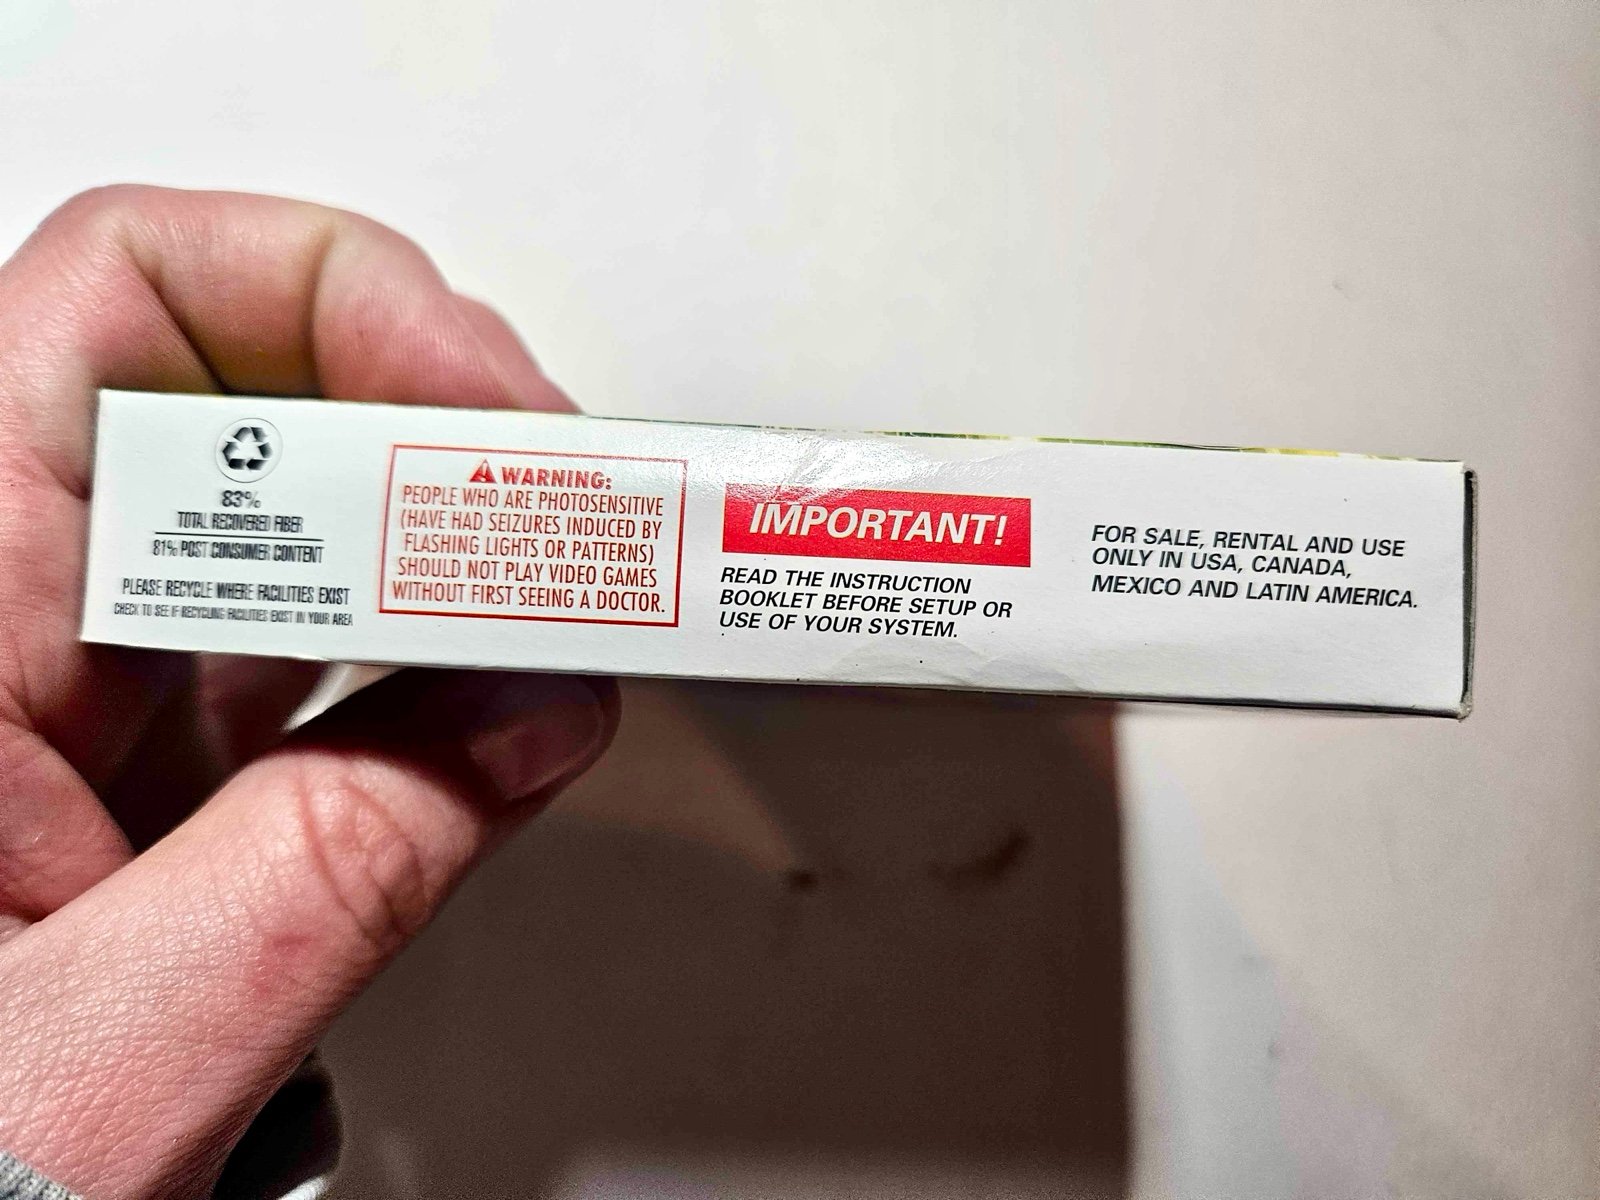 83%
TOTAL RECOVERED FIBER
81% POST CONSUMER CONTENT
PLEASE RECYCLE WHERE FACILITIES EXIST
CHECK TO SEE IF RECYCLING FACILITIES EXIST IN YOUR AREA
WARNING:
PEOPLE WHO ARE PHOTOSENSITIVE
(HAVE HAD SEIZURES INDUCED BY
FLASHING LIGHTS OR PATTERNS)
SHOULD NOT PLAY VIDEO GAMES
WITHOUT FIRST SEEING A DOCTOR.
IMPORTANT!
READ THE INSTRUCTION
BOOKLET BEFORE SETUP OR
USE OF YOUR SYSTEM.
FOR SALE, RENTAL AND USE
ONLY IN USA, CANADA,
MEXICO AND LATIN AMERICA.